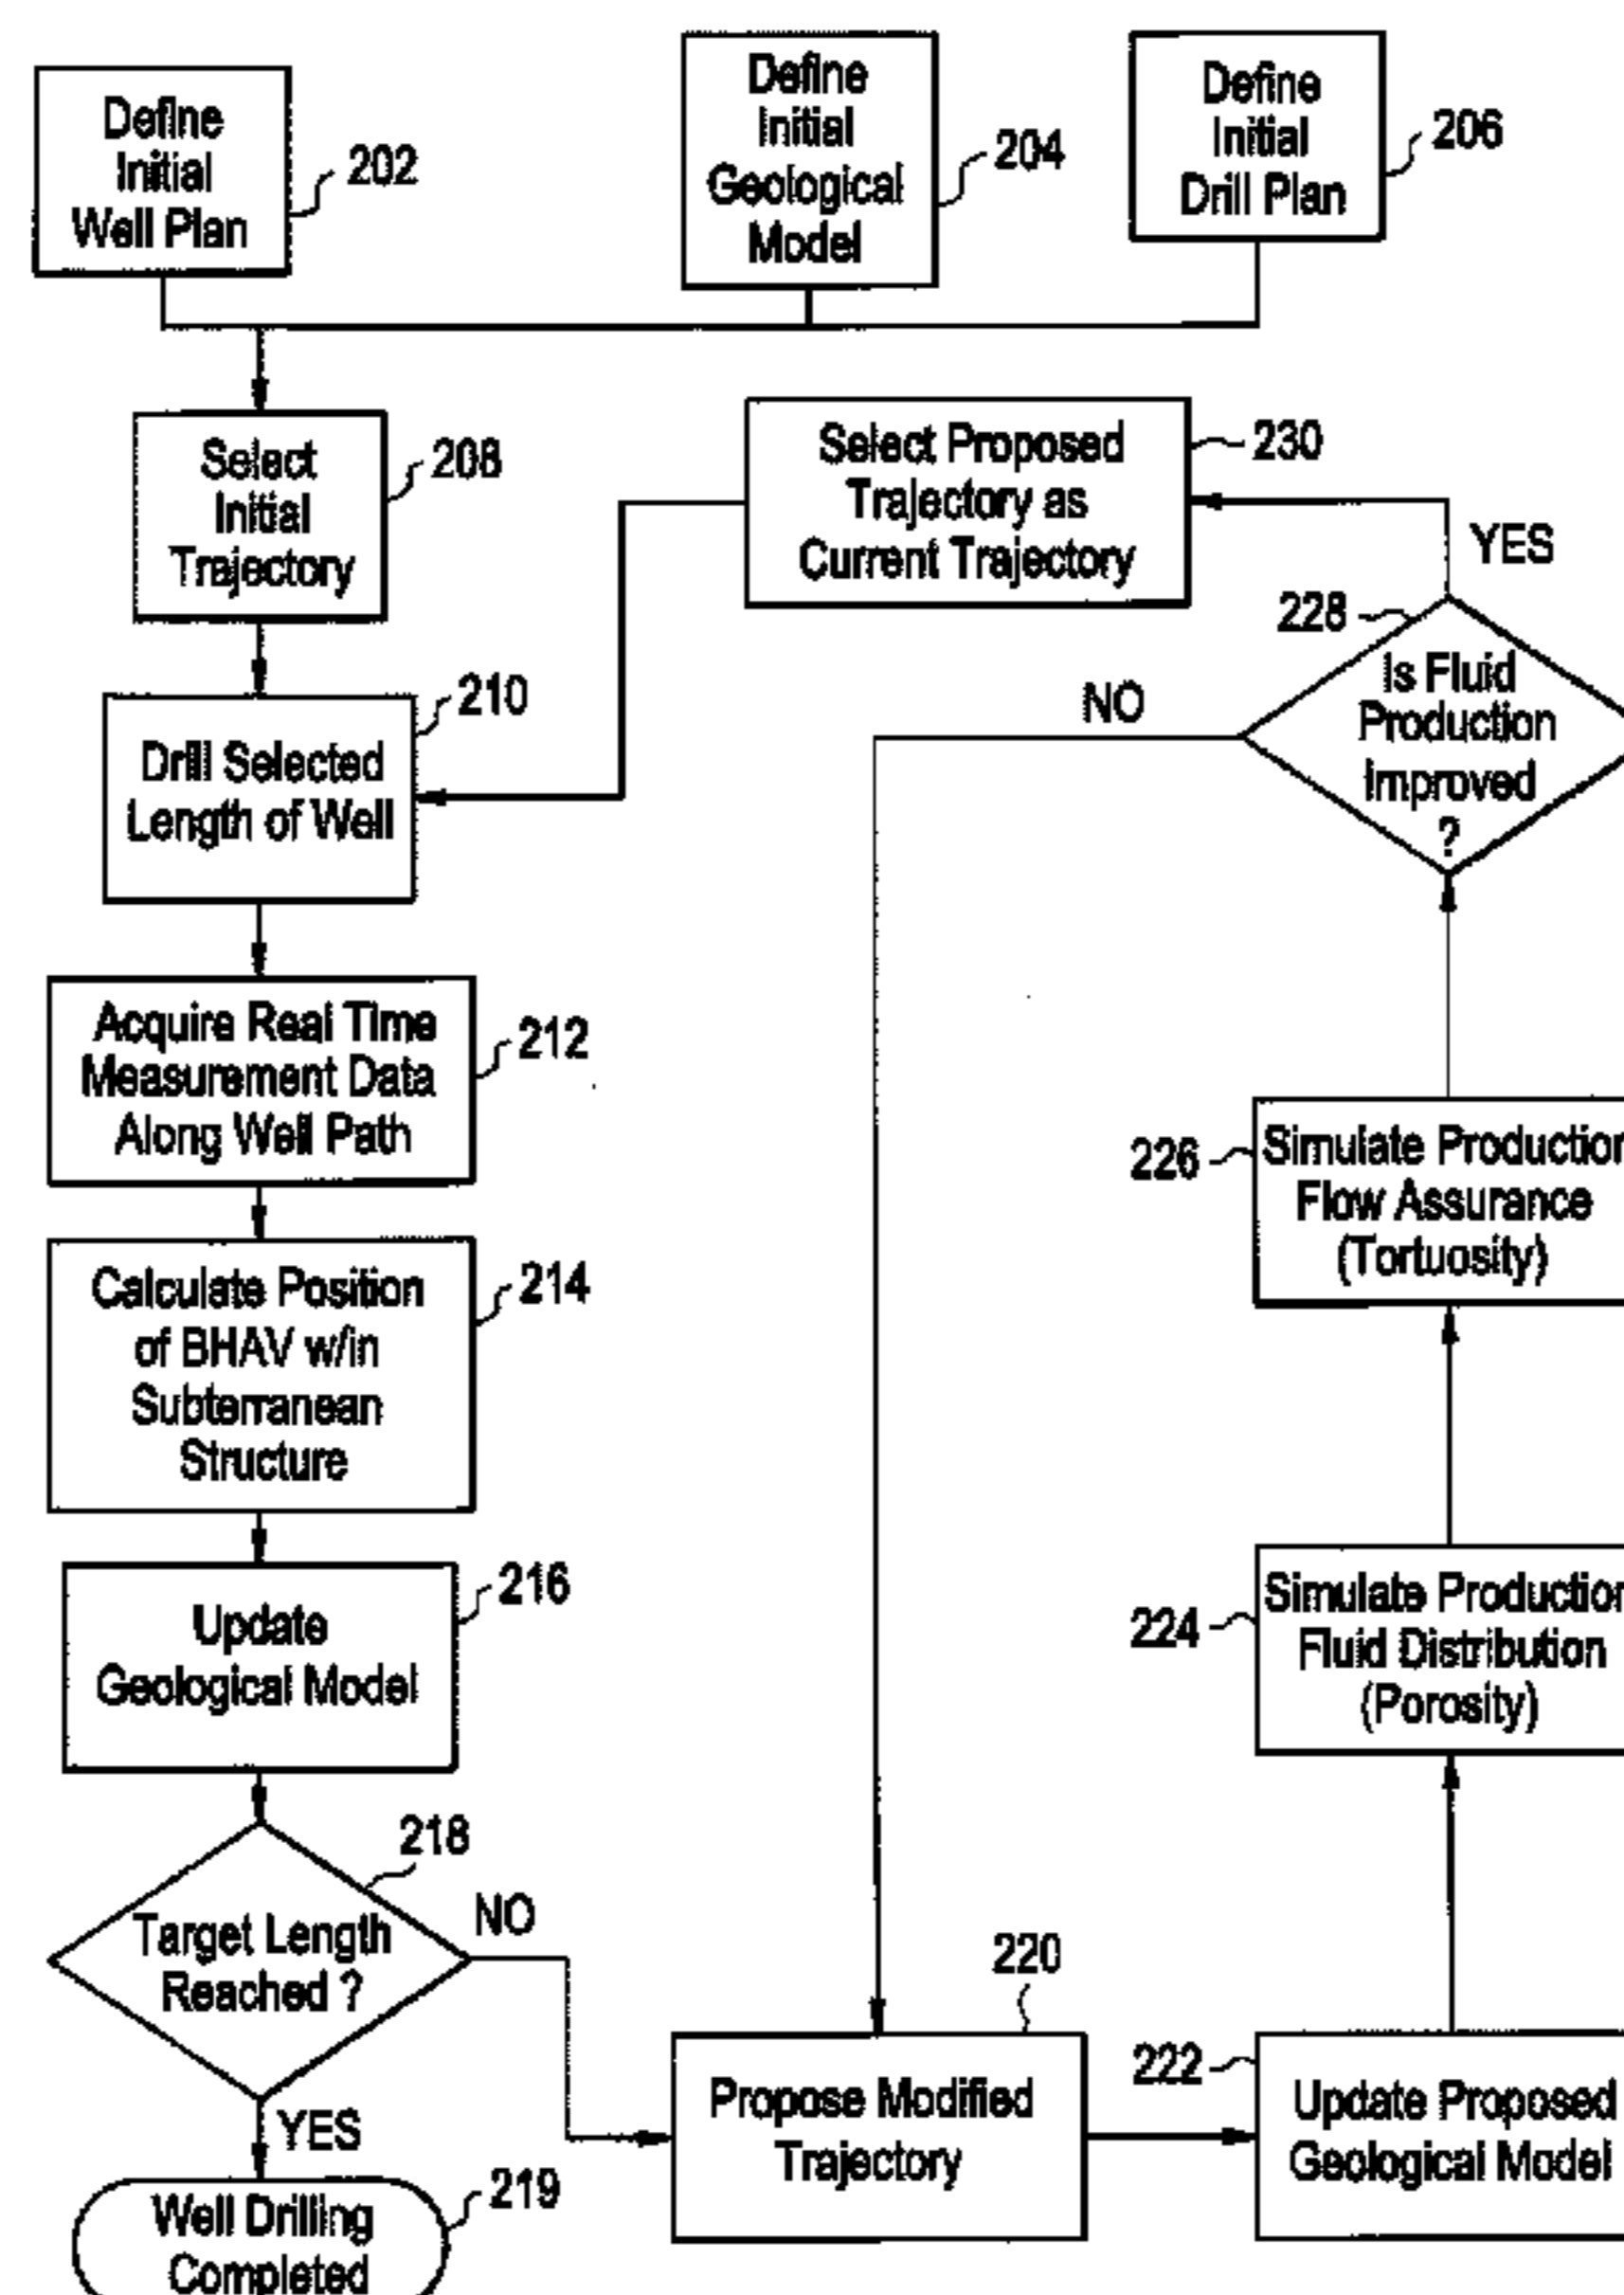 Define
Initial
Well Plan
202
Define
Initial
Geological
Model
204
Define
Initial
Drill Plan
206
Select
Initial
Trajectory
208
Select Proposed
Trajectory as
Current Trajectory
230
YES
228
Is Fluid
Production
Improved
?
NO
Drill Selected
Length of Well
210
Acquire Real Time
Measurement Data
Along Well Path
212
226
Simulate Production
Flow Assurance
(Tortuosity)
Calculate Position
of BHAV w/in
Subterranean
Structure
214
Update
Geological Model
216
224
Simulate Production
Fluid Distribution
(Porosity)
218
Target Length
Reached ?
NO
YES
Well Drilling
Completed
219
220
Propose Modified
Trajectory
222
Update Proposed
Geological Model